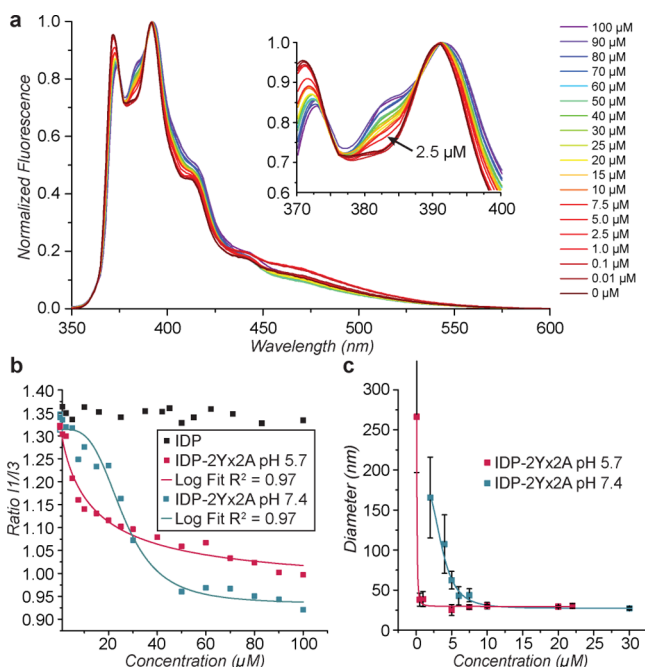 a
1.0
0.8
0.6
0.4
0.2
0.0
Normalized Fluorescence
350
400
450
500
550
600
Wavelength (nm)
1.0
0.9
0.8
0.7
0.6
370
380
390
400
2.5 µM
100 µM
90 µM
80 µM
70 µM
60 µM
50 µM
40 µM
30 µM
25 µM
20 µM
15 µM
10 µM
7.5 µM
5.0 µM
2.5 µM
1.0 µM
0.1 µM
0.01 µM
0 µM
b
1.40
1.35
1.30
1.25
1.20
1.15
1.10
1.05
1.00
0.95
0.90
Ratio I1/I3
20
40
60
80
100
Concentration (µM)
IDP
IDP-2Yx2A pH 5.7
Log Fit R² = 0.97
IDP-2Yx2A pH 7.4
Log Fit R² = 0.97
c
300
250
200
150
100
50
0
Diameter (nm)
0
5
10
15
20
25
30
Concentration (µM)
IDP-2Yx2A pH 5.7
IDP-2Yx2A pH 7.4